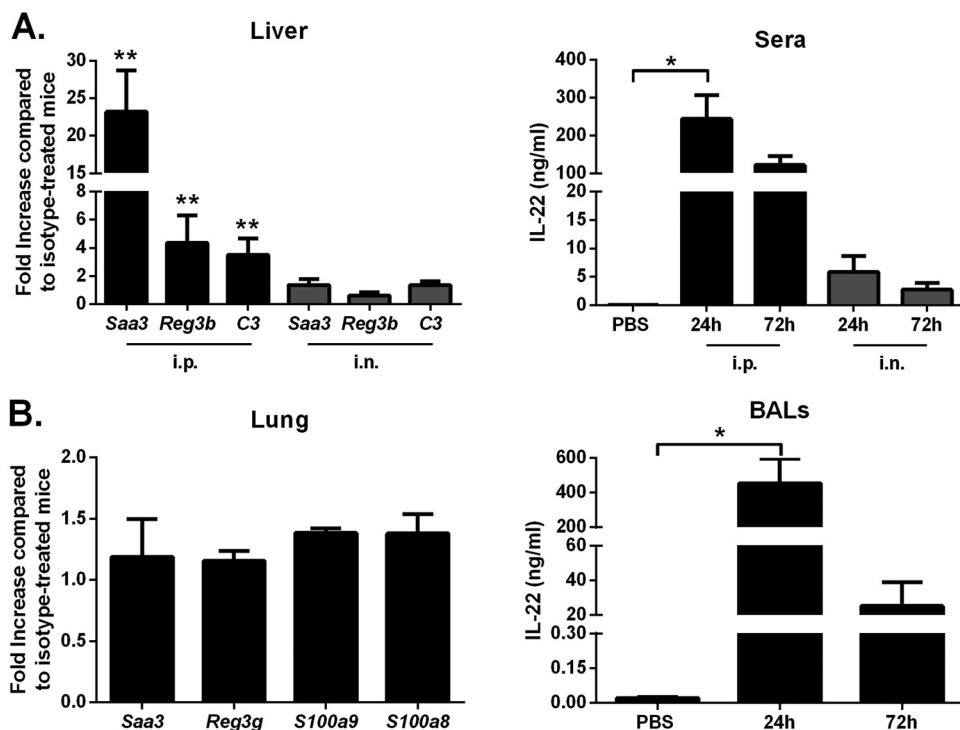 A.
Liver
Fold Increase compared
to isotype-treated mice
30
25
20
15
10
5
8
6
4
2
0
** ** **
Saa3 Reg3b C3 Saa3 Reg3b C3
i.p. i.n.
Sera
IL-22 (ng/ml)
400
300
200
100
20
15
10
5
0
*
PBS 24h 72h 24h 72h
i.p. i.n.
B.
Lung
Fold Increase compared
to isotype-treated mice
2.0
1.5
1.0
0.5
0.0
Saa3 Reg3g S100a9 S100a8
BALs
IL-22 (ng/ml)
600
400
200
60
40
20
0.30
0.15
0.00
*
PBS 24h 72h